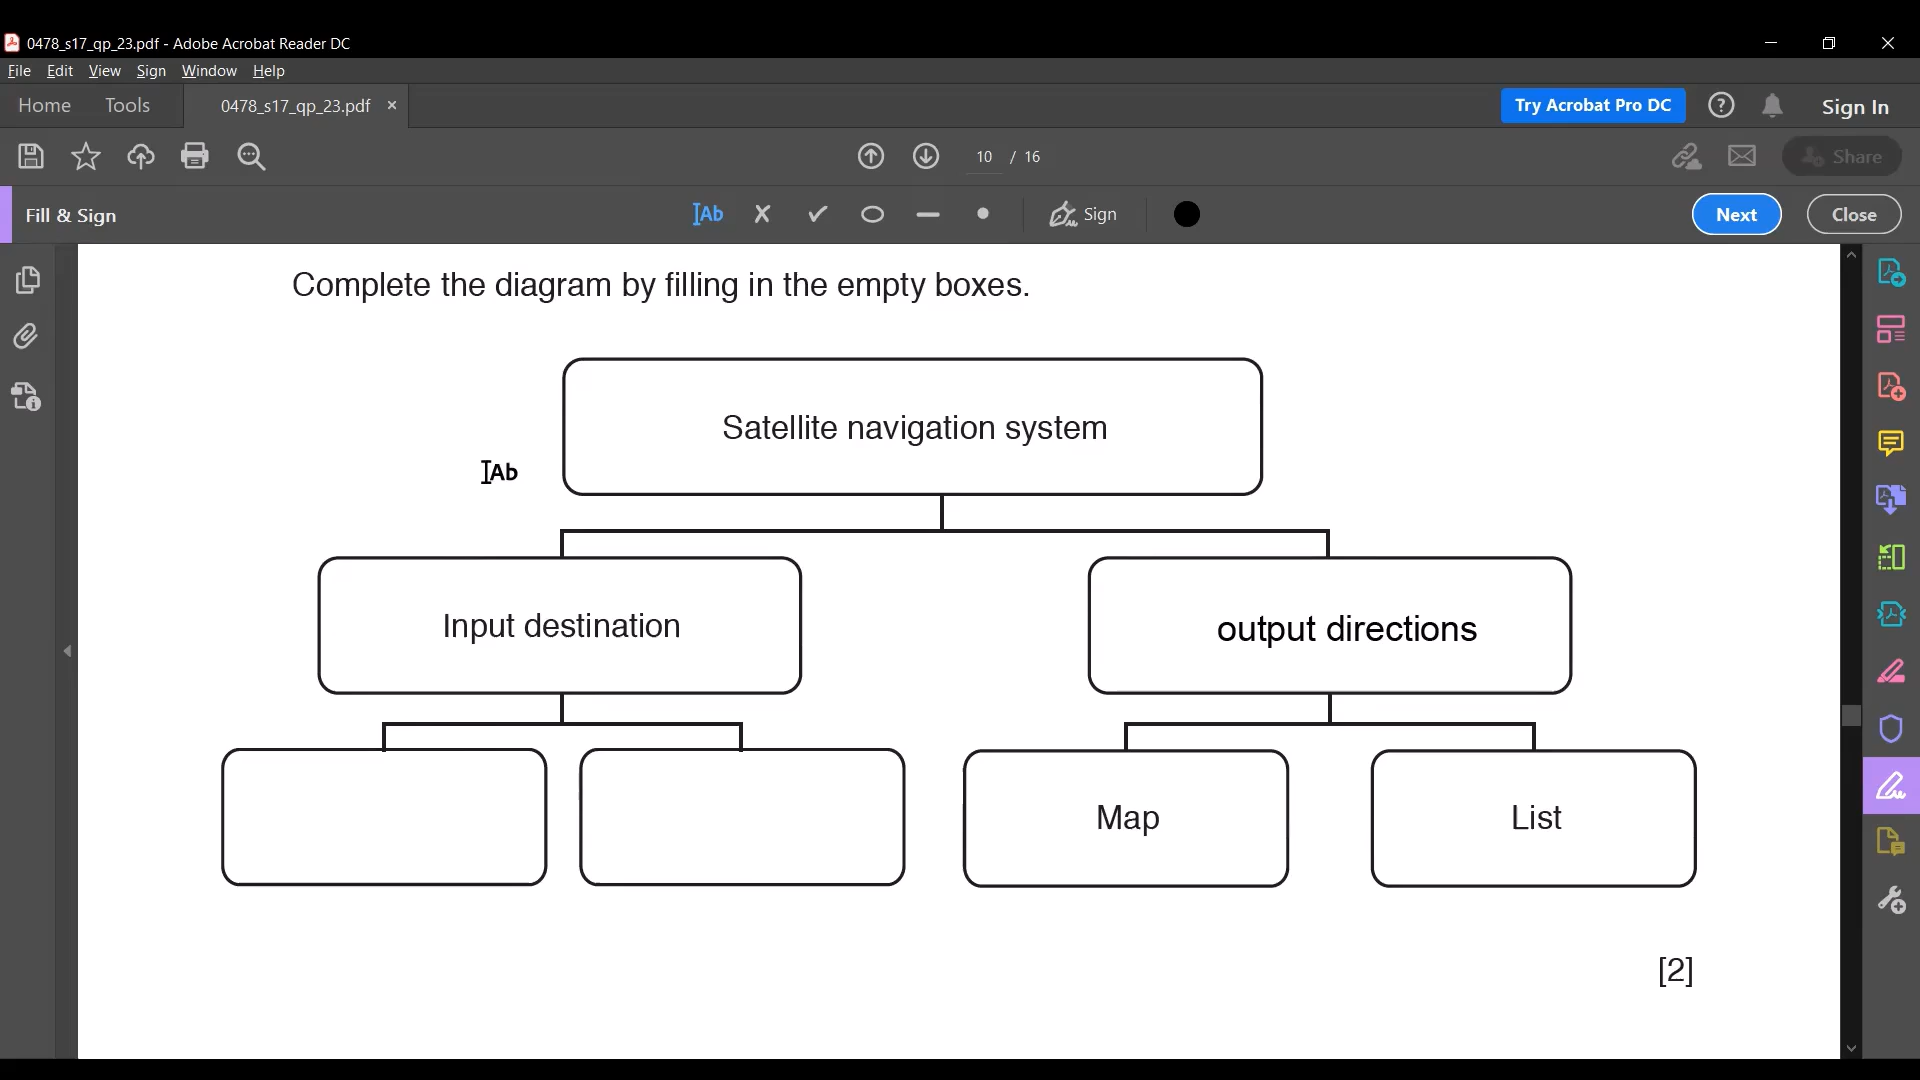 0478_s17_qp_23.pdf - Adobe Acrobat Reader DC
File Edit View Sign Window Help
Home Tools 0478_s17_qp_23.pdf × Try Acrobat Pro DC ? Sign In
10 / 16 Share
Fill & Sign Ab Sign Next Close
Complete the diagram by filling in the empty boxes.
Satellite navigation system
Ab
Input destination output directions
Map List
[2]